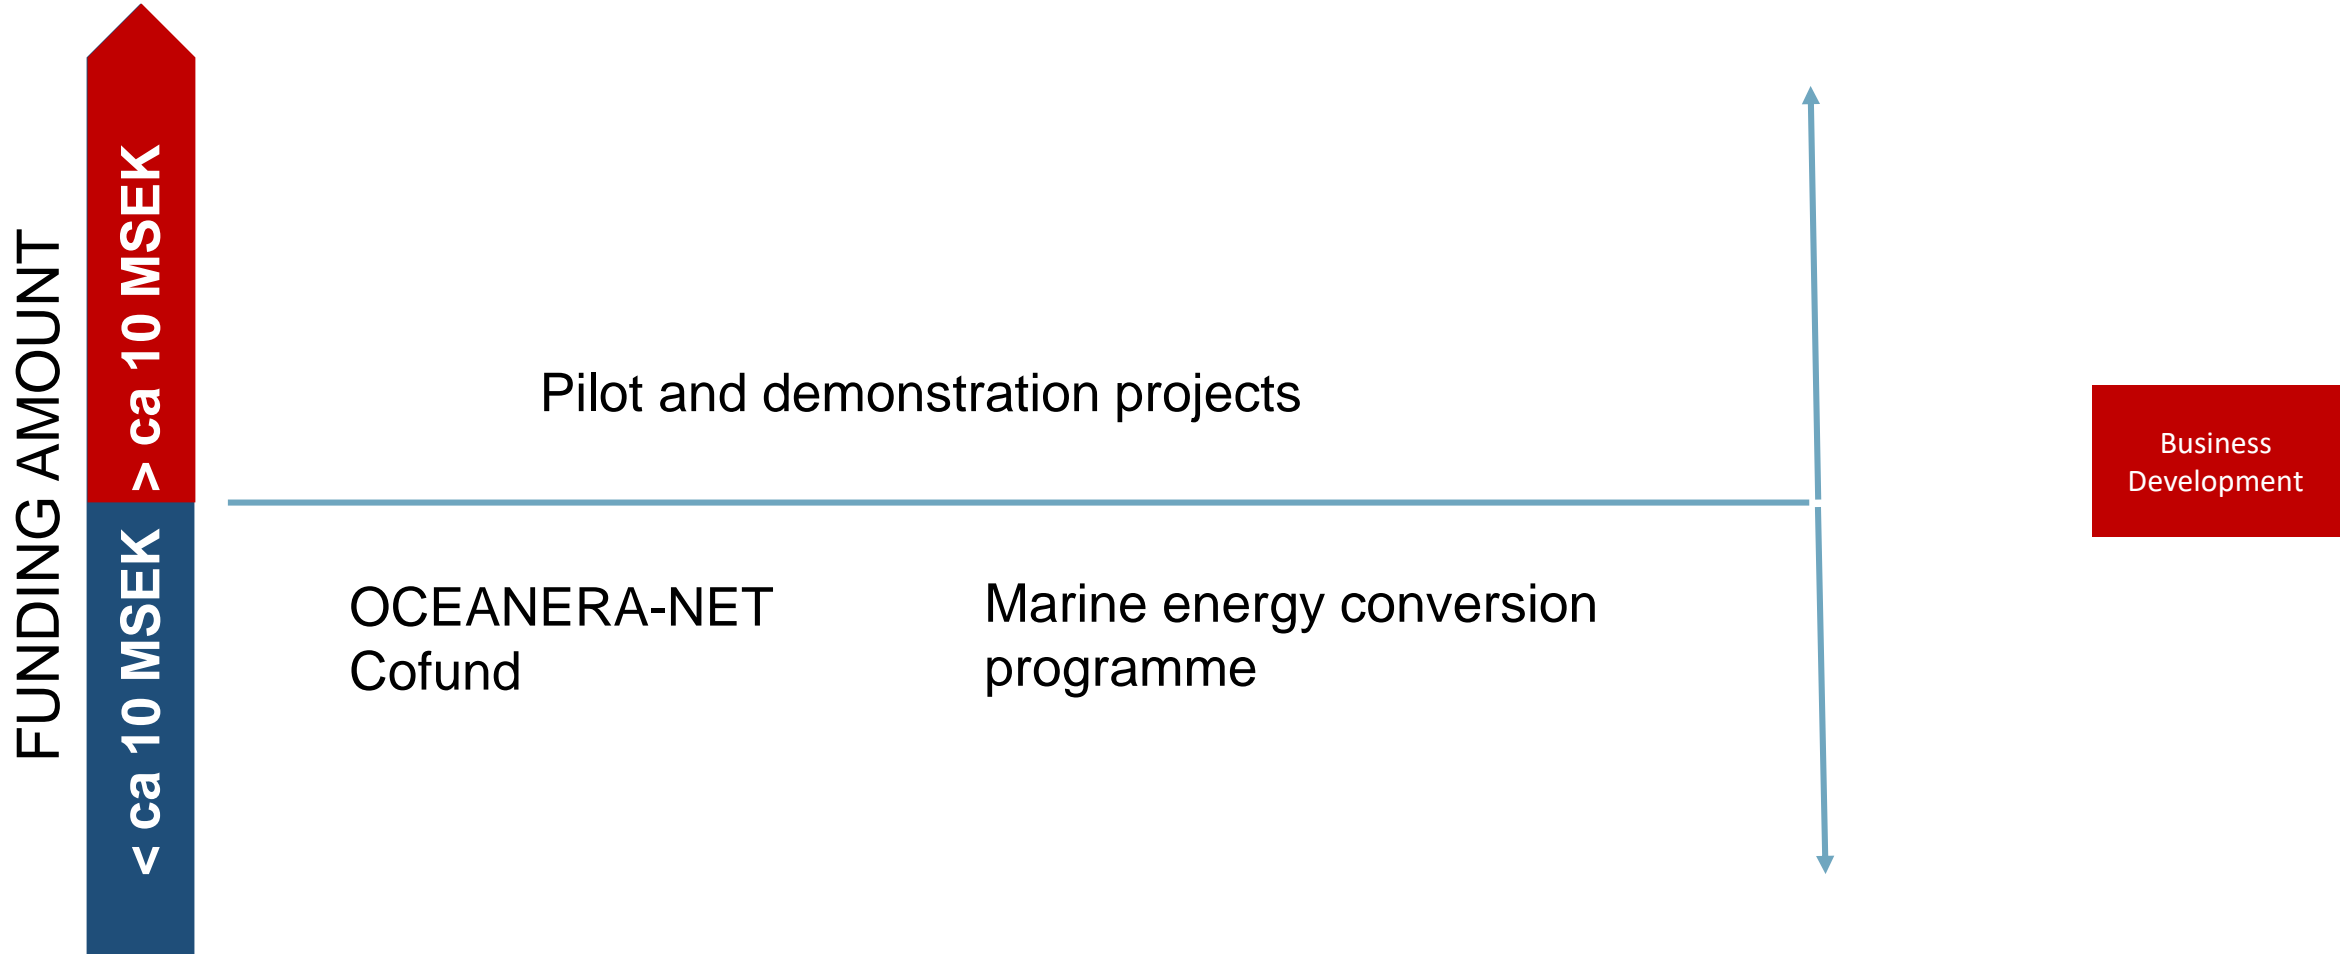 FUNDING AMOUNT
> ca 10 MSEK
< ca 10 MSEK
Pilot and demonstration projects
OCEANERA-NET
Cofund
Marine energy conversion
programme
Business
Development